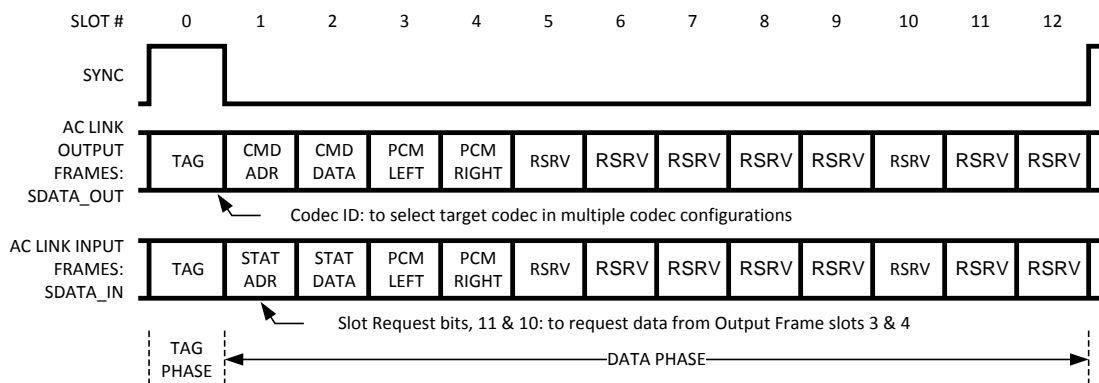 SLOT # 0 1 2 3 4 5 6 7 8 9 10 11 12
SYNC
AC LINK
OUTPUT
FRAMES:
SDATA_OUT
TAG CMD ADR CMD DATA PCM LEFT PCM RIGHT RSRV RSRV RSRV RSRV RSRV RSRV RSRV RSRV
Codec ID: to select target codec in multiple codec configurations
AC LINK INPUT
FRAMES:
SDATA_IN
TAG STAT ADR STAT DATA PCM LEFT PCM RIGHT RSRV RSRV RSRV RSRV RSRV RSRV RSRV RSRV
Slot Request bits, 11 & 10: to request data from Output Frame slots 3 & 4
TAG
PHASE
DATA PHASE